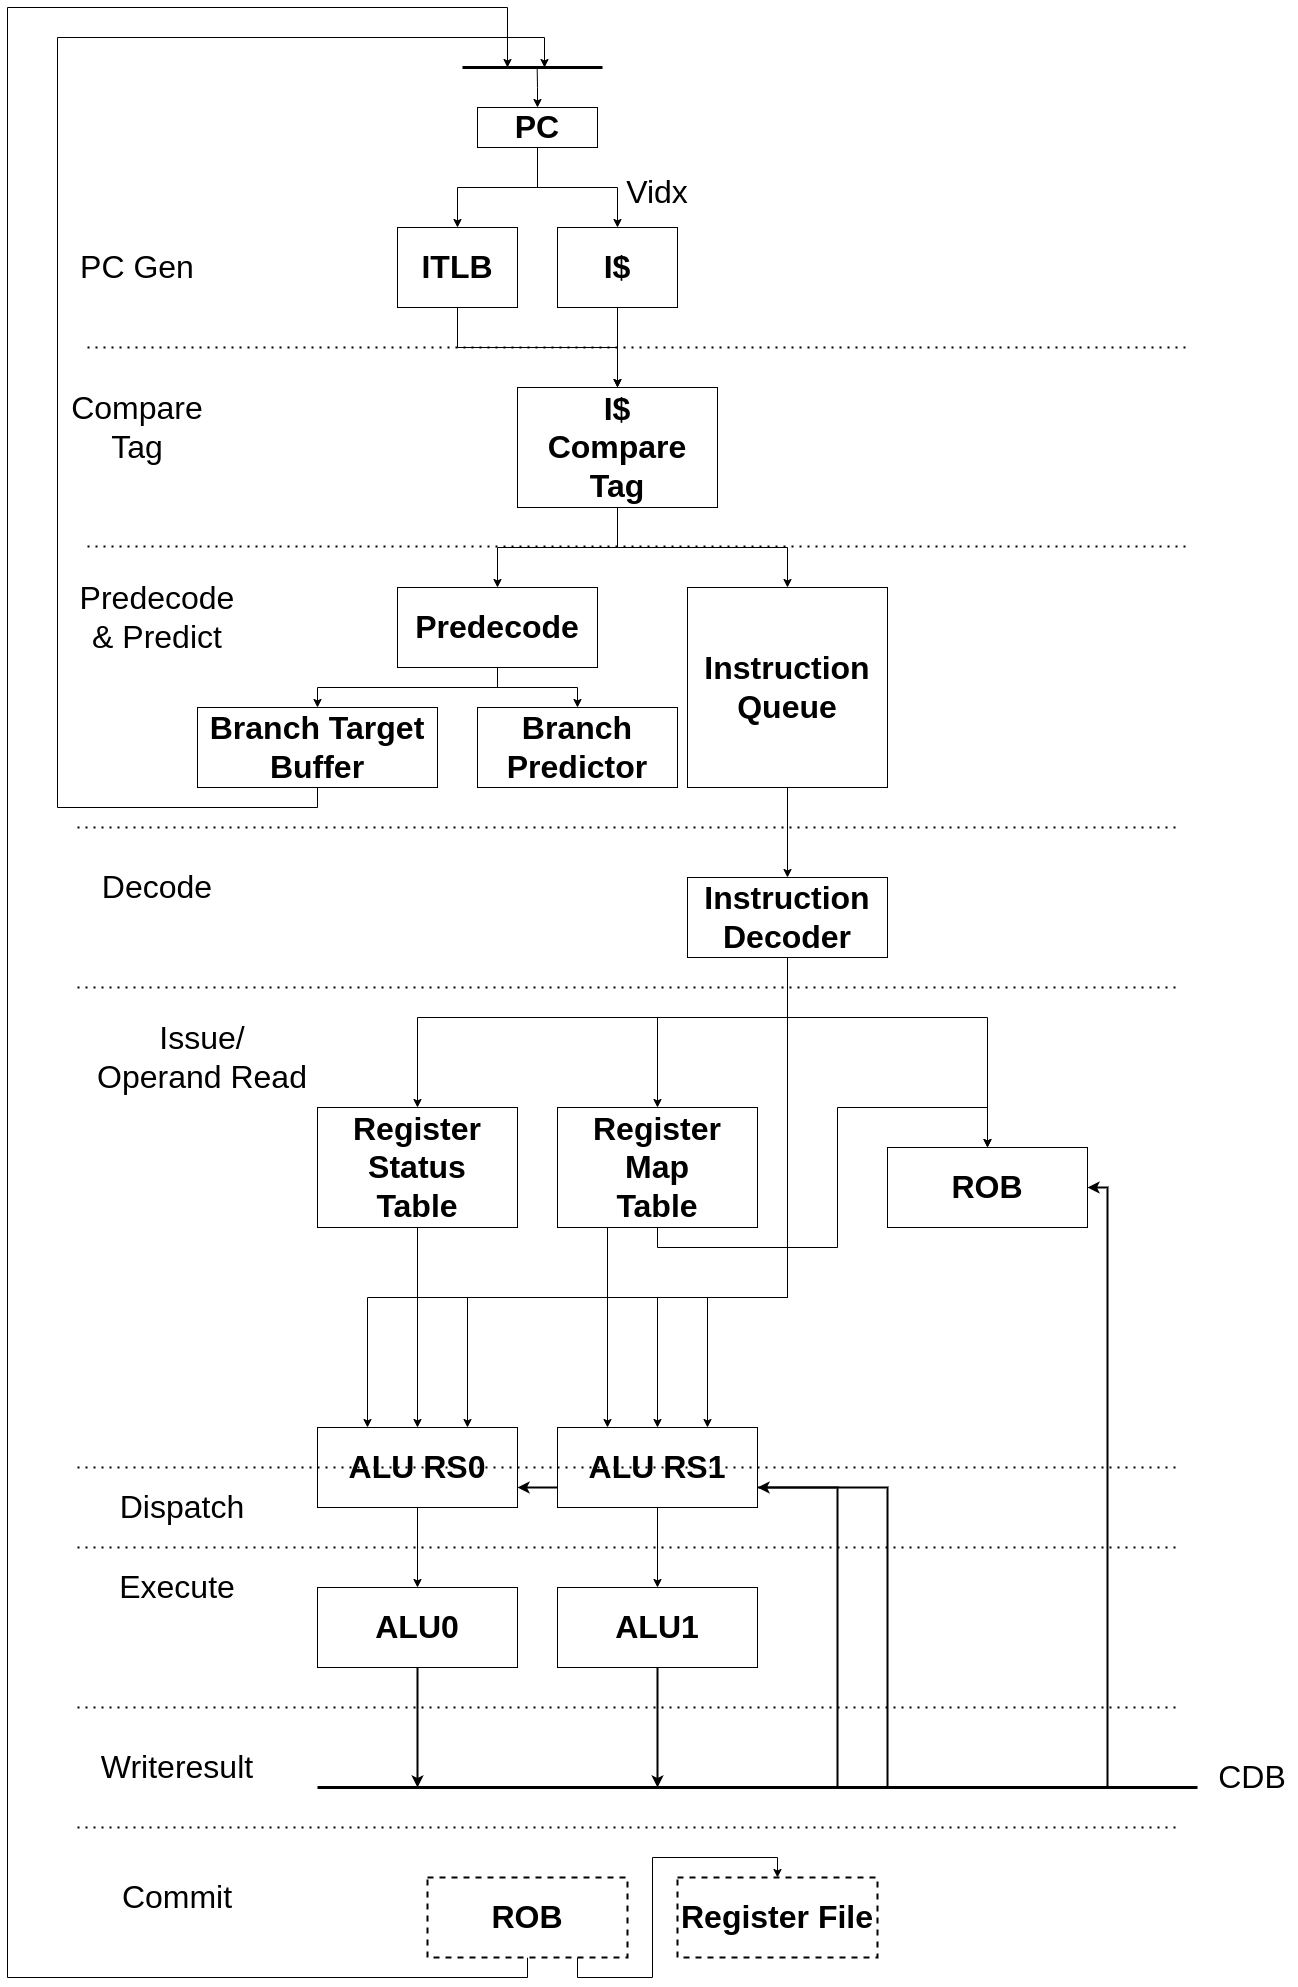 PC
Vidx
PC Gen
ITLB
I$
Compare
Tag
I$
Compare
Tag
Predecode
& Predict
Predecode
Instruction
Queue
Branch Target
Buffer
Branch
Predictor
Decode
Instruction
Decoder
Issue/
Operand Read
Register
Status
Table
Register
Map
Table
ROB
ALU RS0
ALU RS1
Dispatch
Execute
ALU0
ALU1
Writeresult
CDB
Commit
ROB
Register File